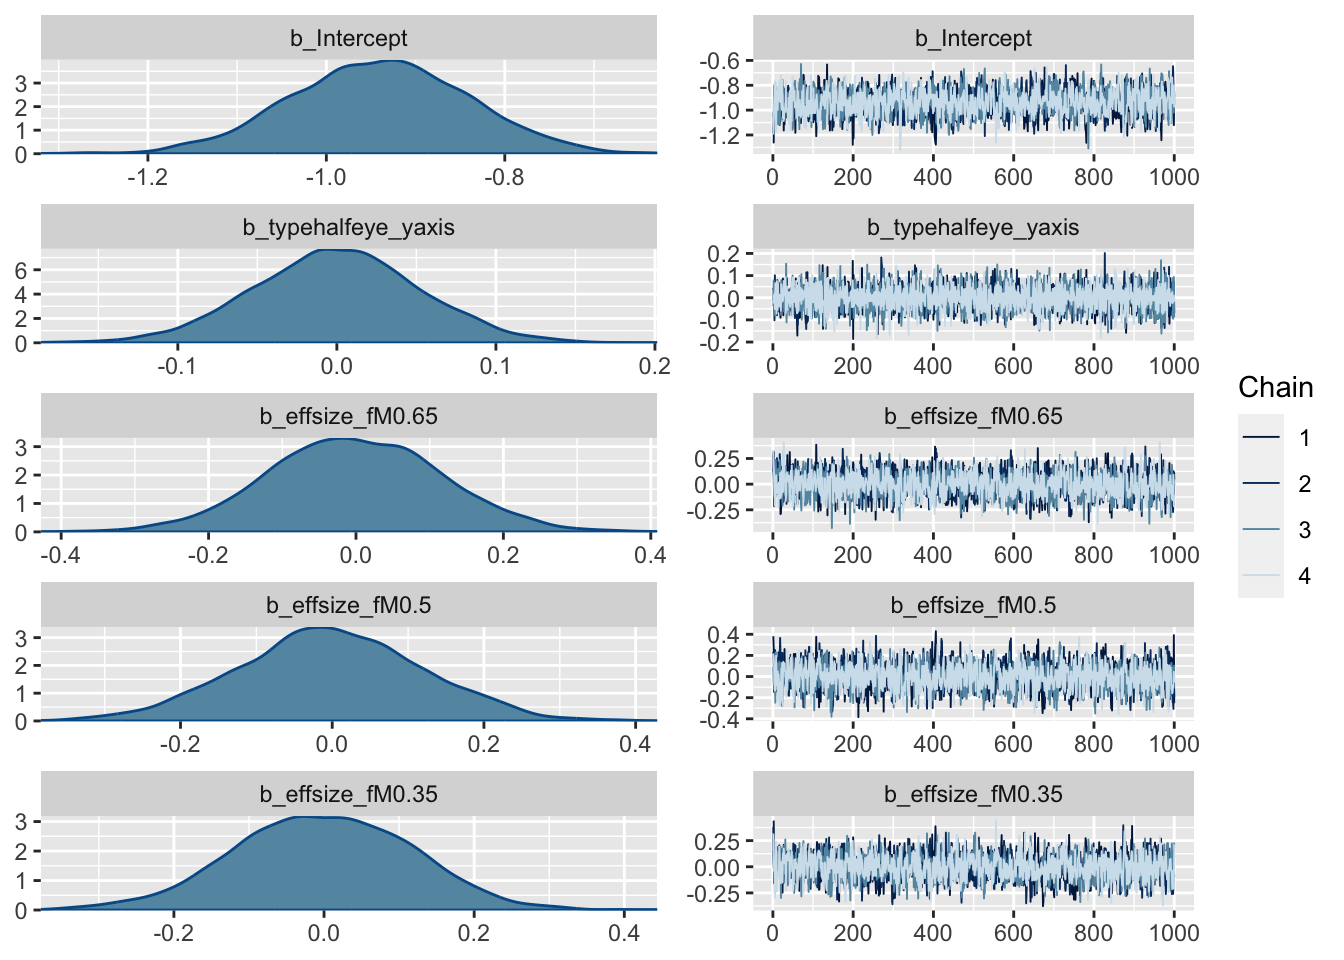 b_Intercept
3
2
1
0
-1.2 -1.0 -0.8
b_Intercept
-0.6
-0.8
-1.0
-1.2
0 200 400 600 800 1000
b_typehalfeye_yaxis
6
4
2
0
-0.1 0.0 0.1 0.2
b_typehalfeye_yaxis
0.2
0.1
0.0
-0.1
-0.2
0 200 400 600 800 1000
b_effsize_fM0.65
3
2
1
0
-0.4 -0.2 0.0 0.2 0.4
b_effsize_fM0.65
0.25
0.00
-0.25
0 200 400 600 800 1000
b_effsize_fM0.5
3
2
1
0
-0.2 0.0 0.2 0.4
b_effsize_fM0.5
0.4
0.2
0.0
-0.2
-0.4
0 200 400 600 800 1000
b_effsize_fM0.35
3
2
1
0
-0.2 0.0 0.2 0.4
b_effsize_fM0.35
0.25
0.00
-0.25
0 200 400 600 800 1000
Chain
1
2
3
4